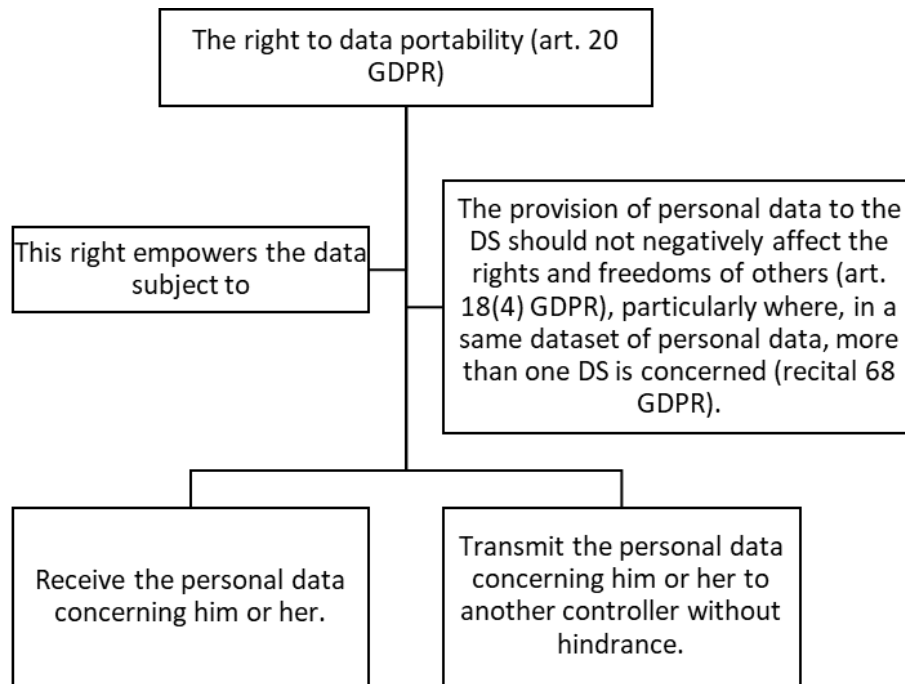 The right to data portability (art. 20
GDPR)
This right empowers the data
subject to
The provision of personal data to the
DS should not negatively affect the
rights and freedoms of others (art.
18(4) GDPR), particularly where, in a
same dataset of personal data, more
than one DS is concerned (recital 68
GDPR).
Receive the personal data
concerning him or her.
Transmit the personal data
concerning him or her to
another controller without
hindrance.